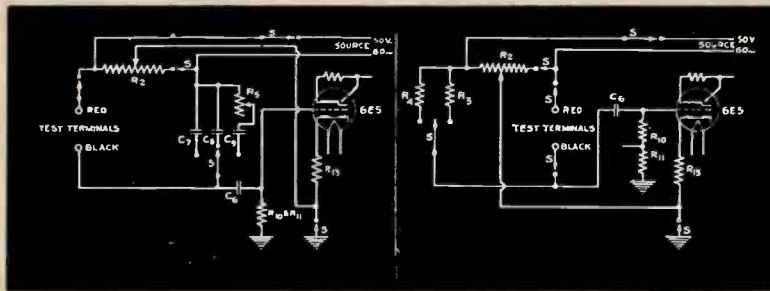 S
50V.
SOURCE
60~
R2
S
R5
6E5
RED
TEST TERMINALS
BLACK
C7
C8
C9
S
C6
R10 & R11
R13
S
S
50V.
SOURCE
60~
R2
S
R4
R3
S
C6
6E5
RED
TEST TERMINALS
BLACK
R10
R11
S
S
R13
S